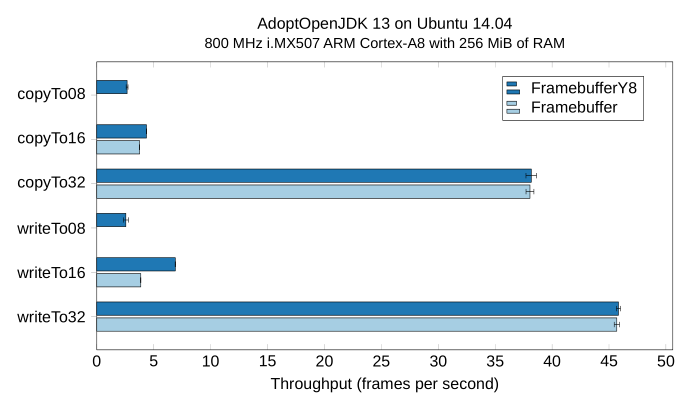 AdoptOpenJDK 13 on Ubuntu 14.04
800 MHz i.MX507 ARM Cortex-A8 with 256 MiB of RAM
FramebufferY8
Framebuffer
copyTo08
copyTo16
copyTo32
writeTo08
writeTo16
writeTo32
0 5 10 15 20 25 30 35 40 45 50
Throughput (frames per second)